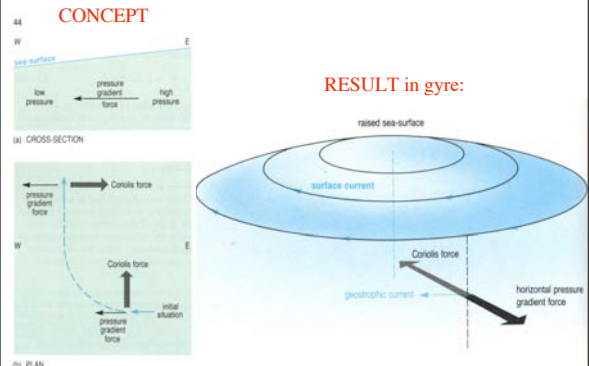 CONCEPT
44
W
E
sea-surface
low
pressure
pressure
gradient
force
high
pressure
(a) CROSS-SECTION
pressure
gradient
force
Coriolis force
W
E
Coriolis force
pressure
gradient
force
initial
situation
(b) PLAN
RESULT in gyre:
raised sea-surface
surface current
Coriolis force
geostrophic current
horizontal pressure
gradient force